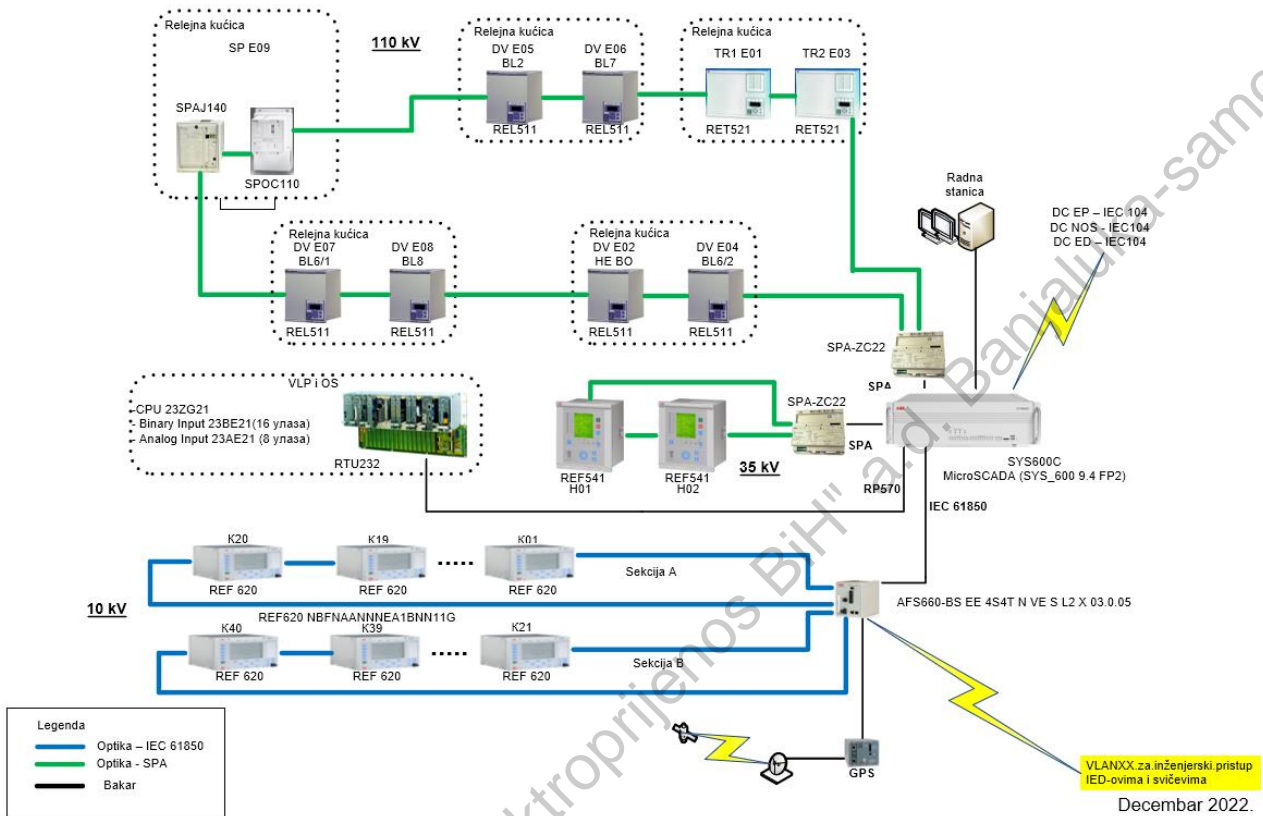 Relejna kućica
SP E09
SPAJ140
SPOC110
110 kV
Relejna kućica
DV E05
BL2
DV E06
BL7
REL511
REL511
Relejna kućica
TR1 E01
TR2 E03
RET521
RET521
Relejna kućica
DV E07
BL6/1
DV E08
BL8
REL511
REL511
Relejna kućica
DV E02
HE BO
DV E04
BL6/2
REL511
REL511
Radna
stanica
DC EP – IEC 104
DC NOS - IEC104
DC ED – IEC104
SPA-ZC22
SPA
VLP i OS
-CPU 23ZG21
- Binary Input 23BE21(16 улаза)
- Analog Input 23AE21 (8 улаза)
RTU232
SPA-ZC22
SPA
REF541
H01
REF541
H02
35 kV
SYS600C
MicroSCADA (SYS_600 9.4 FP2)
RP570
IEC 61850
K20
K19
K01
.....
REF 620
REF 620
REF 620
Sekcija A
10 kV
REF620 NBFNAANNNEA1BNN11G
K40
K39
K21
.....
REF 620
REF 620
REF 620
Sekcija B
AFS660-BS EE 4S4T N VE S L2 X 03.0.05
GPS
Legenda
Optika – IEC 61850
Optika - SPA
Bakar
VLANXX.za.inženjerski.pristup
IED-ovima i svičevima
Decembar 2022.
ktroprijenos BiH" a.d. Banjaluka-samo